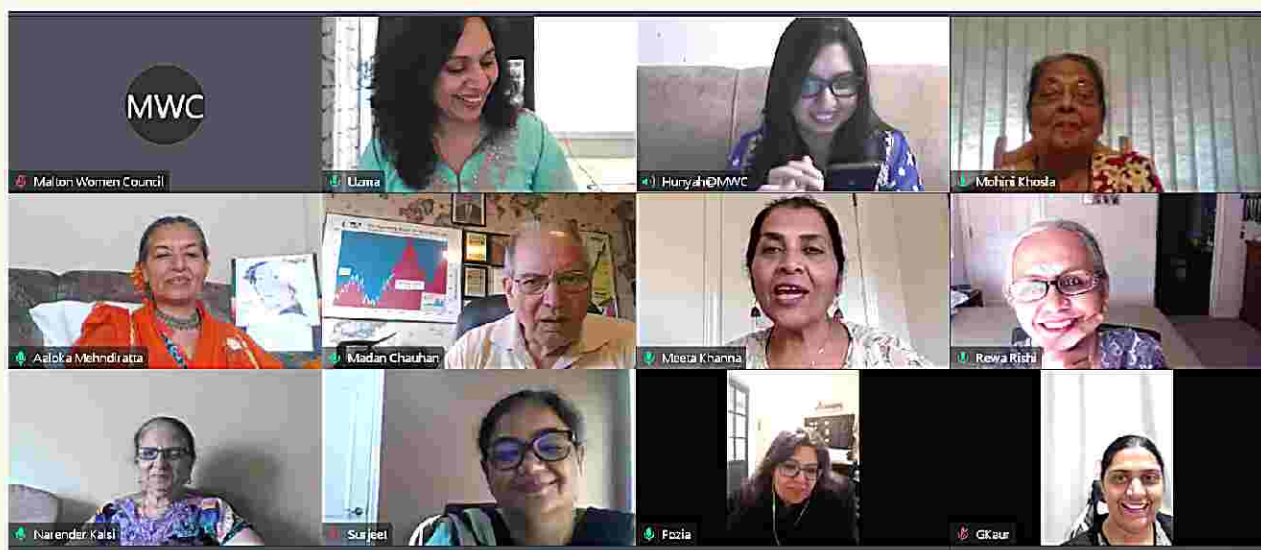 MWC
Malton Women Council
Uzma
Hunyah@MWC
Mohini Khosla
Aaloka Mehndiratta
Madan Chauhan
Meeta Khanna
Rewa Rishi
Narender Kalsi
Surjeet
Fozia
GKaur